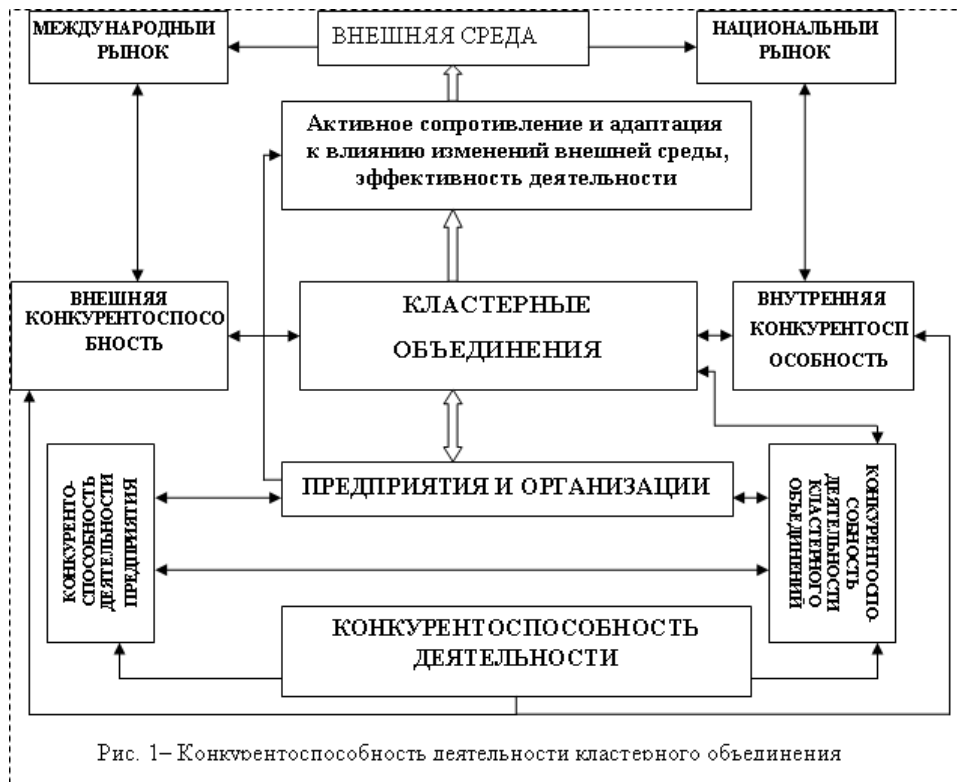 МЕЖДУНАРОДНЫЙ
РЫНОК
ВНЕШНЯЯ СРЕДА
НАЦИОНАЛЬНЫЙ
РЫНОК
Активное сопротивление и адаптация
к влиянию изменений внешней среды,
эффективность деятельности
ВНЕШНЯЯ
КОНКУРЕНТОСПОСО
БНОСТЬ
КЛАСТЕРНЫЕ
ОБЪЕДИНЕНИЯ
ВНУТРЕННЯЯ
КОНКУРЕНТОСП
ОСОБНОСТЬ
КОНКУРЕНТО-
СПОСОБНОСТЬ
ДЕЯТЕЛЬНОСТИ
ПРЕДПРИЯТИЯ
ПРЕДПРИЯТИЯ И ОРГАНИЗАЦИИ
КОНКУРЕНТОСПО-
СОБНОСТЬ
ДЕЯТЕЛЬНОСТИ
КЛАСТЕРНОГО
ОБЪЕДИНЕНИЙ
КОНКУРЕНТОСПОСОБНОСТЬ
ДЕЯТЕЛЬНОСТИ
Рис. 1– Конкурентоспособность деятельности кластерного объединения